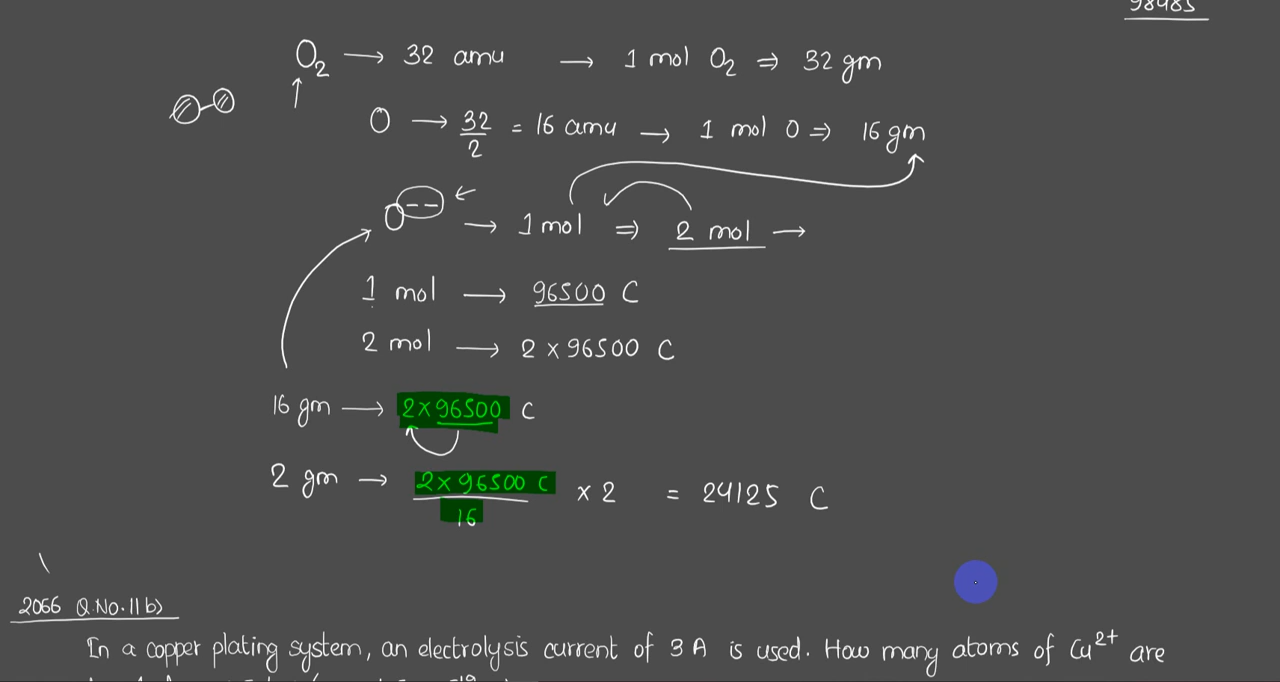 98485
O₂ → 32 amu → 1 mol O₂ ⇒ 32 gm
O → 32/2 = 16 amu → 1 mol O ⇒ 16 gm
O⁻⁻ ← → 1 mol ⇒ 2 mol →
1 mol → 96500 C
2 mol → 2 × 96500 C
16 gm → 2 × 96500 C
2 gm → 2 × 96500 C / 16 × 2 = 24125 C
2066 Q.No.11 b)
In a copper plating system, an electrolysis current of 3 A is used. How many atoms of Cu²⁺ are